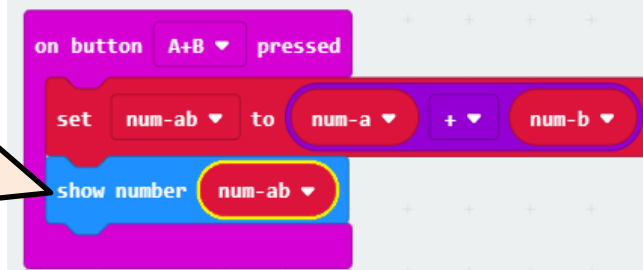 on button A+B pressed
set num-ab to num-a + num-b
show number num-ab